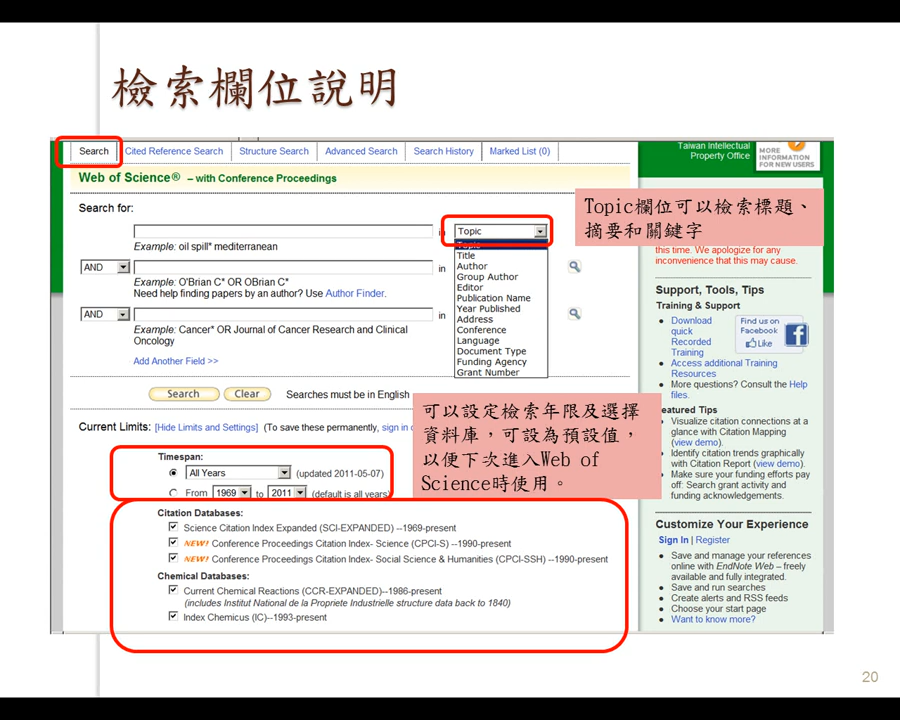 檢索欄位說明
Search
Cited Reference Search
Structure Search
Advanced Search
Search History
Marked List (0)
Taiwan Intellectual
Property Office
MORE
INFORMATION
FOR NEW USERS
Web of Science® – with Conference Proceedings
Search for:
Topic
Example: oil spill* mediterranean
Topic欄位可以檢索標題、
摘要和關鍵字
Title
Author
Group Author
Editor
Publication Name
Year Published
Address
Conference
Language
Document Type
Funding Agency
Grant Number
AND
in
Example: O'Brian C* OR OBrian C*
Need help finding papers by an author? Use Author Finder.
AND
in
Example: Cancer* OR Journal of Cancer Research and Clinical
Oncology
Add Another Field >>
Search
Clear
Searches must be in English
this time. We apologize for any
inconvenience that this may cause.
Support, Tools, Tips
Training & Support
Download
quick
Recorded
Training
Find us on
Facebook
Like
Access additional Training
Resources
More questions? Consult the Help
files.
eatured Tips
Visualize citation connections at a
glance with Citation Mapping
(view demo).
Identify citation trends graphically
with Citation Report (view demo).
Make sure your funding efforts pay
off: Search grant activity and
funding acknowledgements.
可以設定檢索年限及選擇
資料庫，可設為預設值，
以便下次進入Web of
Science時使用。
Current Limits: [Hide Limits and Settings] (To save these permanently, sign in
Timespan:
All Years (updated 2011-05-07)
From 1969 to 2011 (default is all years)
Citation Databases:
Science Citation Index Expanded (SCI-EXPANDED) --1969-present
NEW! Conference Proceedings Citation Index- Science (CPCI-S) --1990-present
NEW! Conference Proceedings Citation Index- Social Science & Humanities (CPCI-SSH) --1990-present
Chemical Databases:
Current Chemical Reactions (CCR-EXPANDED)--1986-present
(includes Institut National de la Propriete Industrielle structure data back to 1840)
Index Chemicus (IC)--1993-present
Customize Your Experience
Sign In | Register
Save and manage your references
online with EndNote Web – freely
available and fully integrated.
Save and run searches
Create alerts and RSS feeds
Choose your start page
Want to know more?
20